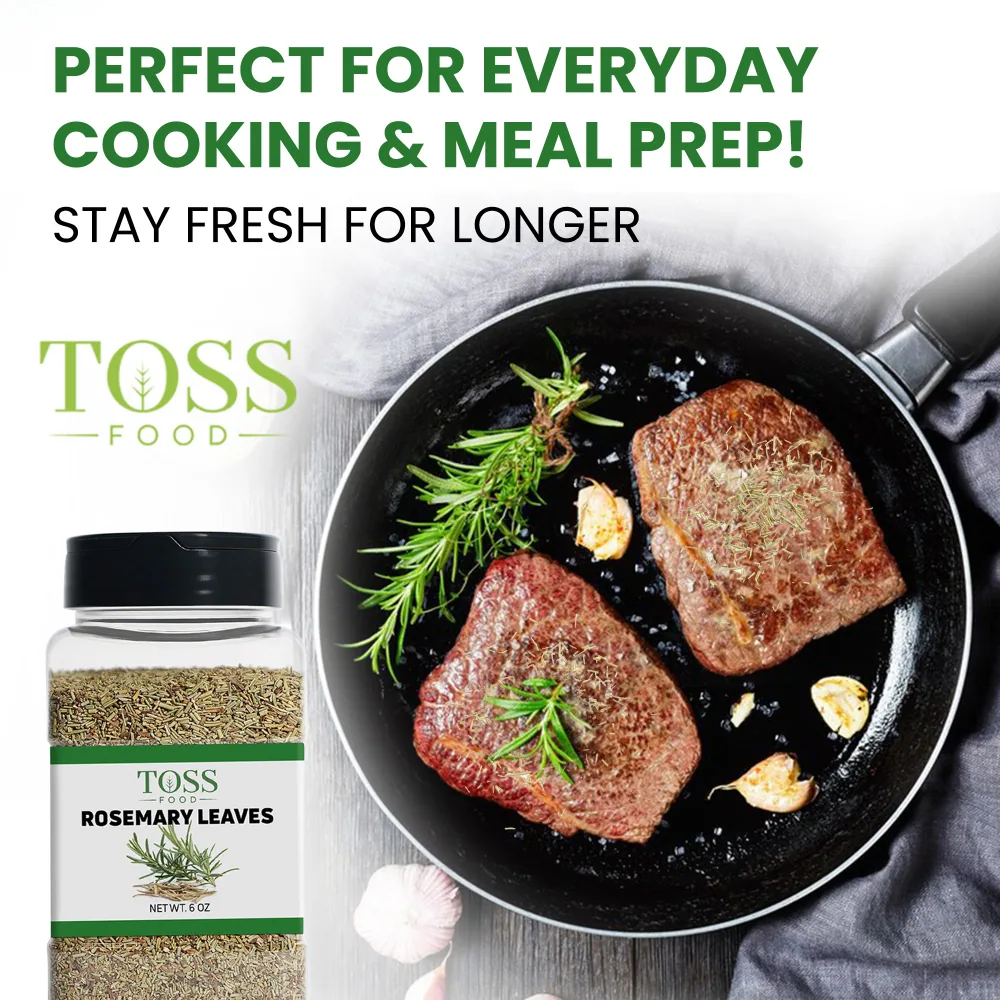 PERFECT FOR EVERYDAY
COOKING & MEAL PREP!
STAY FRESH FOR LONGER
TOSS
FOOD
TOSS
FOOD
ROSEMARY LEAVES
NET WT. 6 OZ